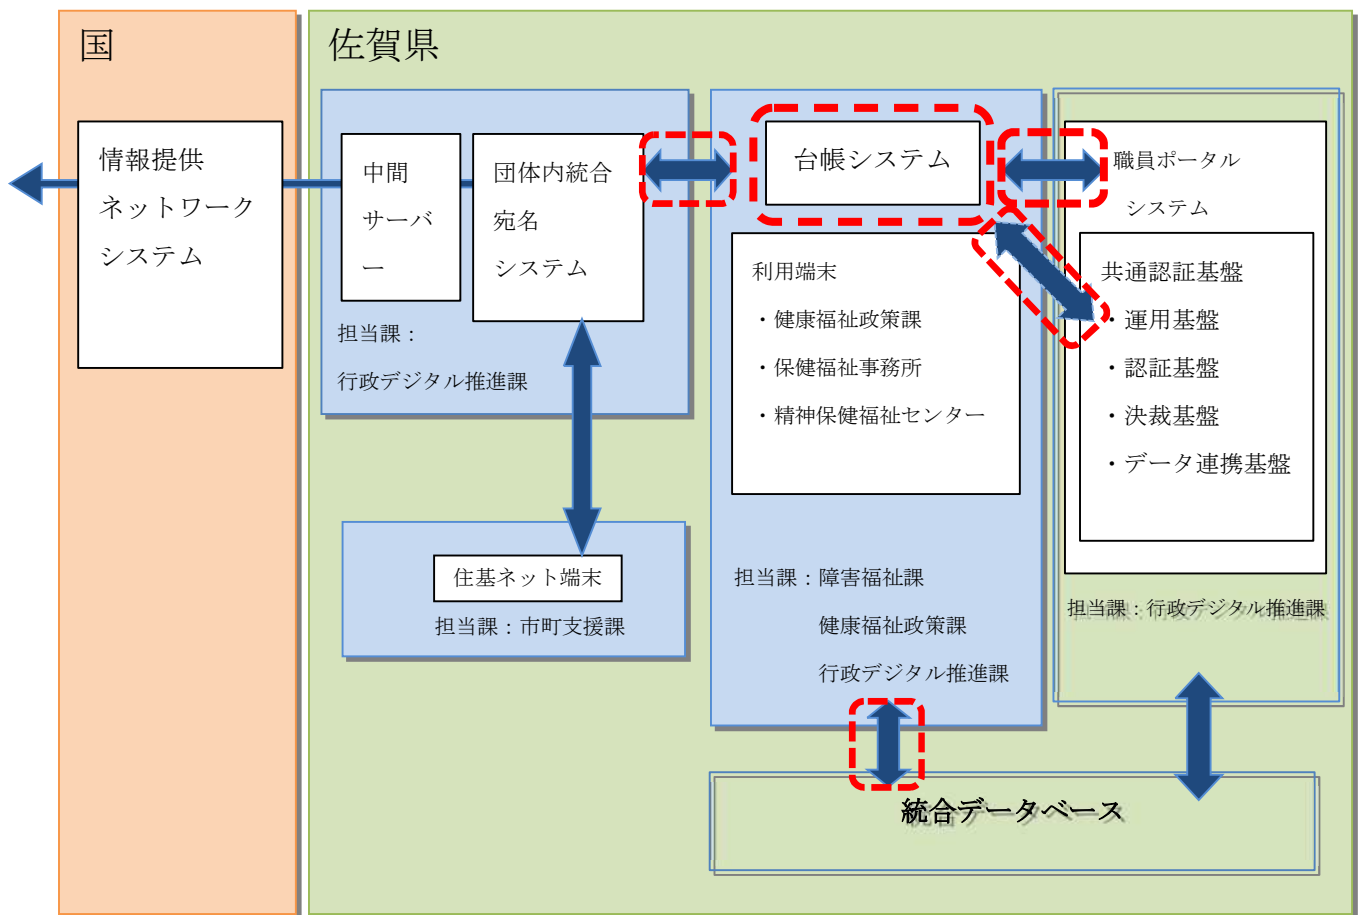 国
佐賀県
情報提供
ネットワーク
システム
中間
サーバ
ー
団体内統合
宛名
システム
担当課：
行政デジタル推進課
住基ネット端末
担当課：市町支援課
台帳システム
利用端末
・健康福祉政策課
・保健福祉事務所
・精神保健福祉センター
担当課：障害福祉課
健康福祉政策課
行政デジタル推進課
職員ポータル
システム
共通認証基盤
・運用基盤
・認証基盤
・決裁基盤
・データ連携基盤
担当課：行政デジタル推進課
統合データベース